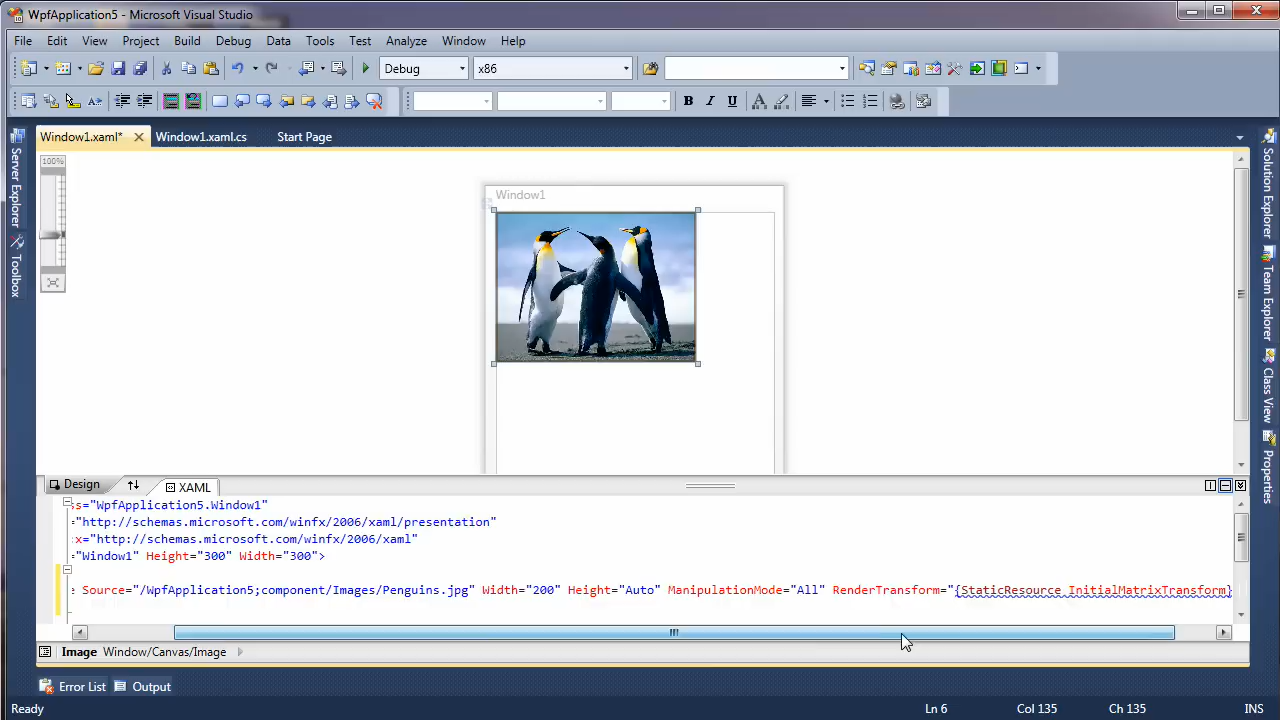 WpfApplication5 - Microsoft Visual Studio
File Edit View Project Build Debug Data Tools Test Analyze Window Help
Debug x86
B I U A
Window1.xaml* Window1.xaml.cs Start Page
100%
Server Explorer
Toolbox
Window1
Solution Explorer
Team Explorer
Class View
Properties
Design XAML
s="WpfApplication5.Window1"
="http://schemas.microsoft.com/winfx/2006/xaml/presentation"
x="http://schemas.microsoft.com/winfx/2006/xaml"
="Window1" Height="300" Width="300">
e Source="/WpfApplication5;component/Images/Penguins.jpg" Width="200" Height="Auto" ManipulationMode="All" RenderTransform="{StaticResource InitialMatrixTransform}
Image Window/Canvas/Image
Error List Output
Ready Ln 6 Col 135 Ch 135 INS